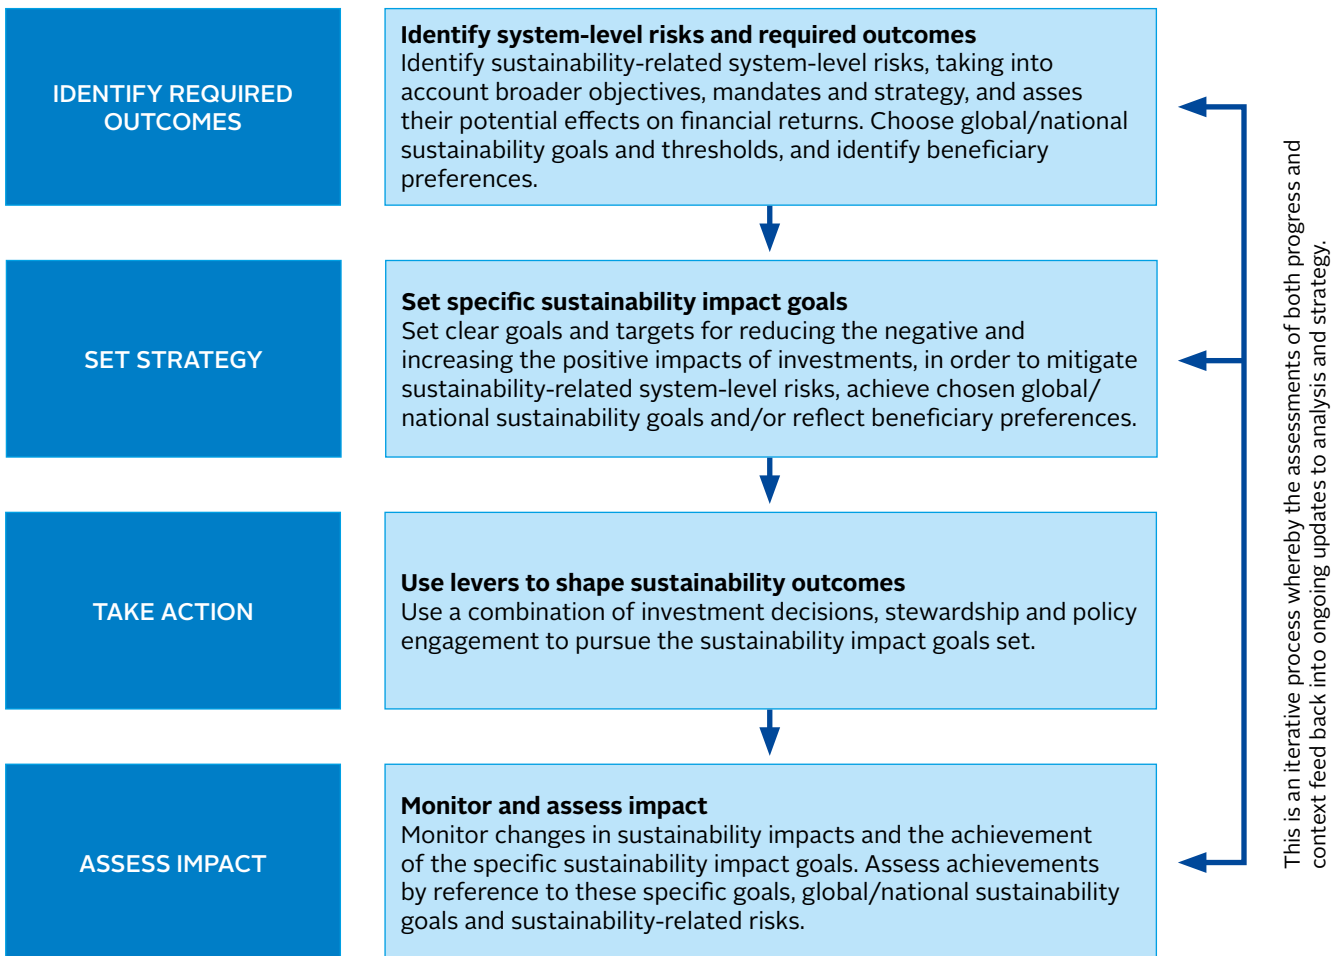 IDENTIFY REQUIRED
OUTCOMES
Identify system-level risks and required outcomes
Identify sustainability-related system-level risks, taking into
account broader objectives, mandates and strategy, and asses
their potential effects on financial returns. Choose global/national
sustainability goals and thresholds, and identify beneficiary
preferences.
SET STRATEGY
Set specific sustainability impact goals
Set clear goals and targets for reducing the negative and
increasing the positive impacts of investments, in order to mitigate
sustainability-related system-level risks, achieve chosen global/
national sustainability goals and/or reflect beneficiary preferences.
TAKE ACTION
Use levers to shape sustainability outcomes
Use a combination of investment decisions, stewardship and policy
engagement to pursue the sustainability impact goals set.
ASSESS IMPACT
Monitor and assess impact
Monitor changes in sustainability impacts and the achievement
of the specific sustainability impact goals. Assess achievements
by reference to these specific goals, global/national sustainability
goals and sustainability-related risks.
This is an iterative process whereby the assessments of both progress and
context feed back into ongoing updates to analysis and strategy.